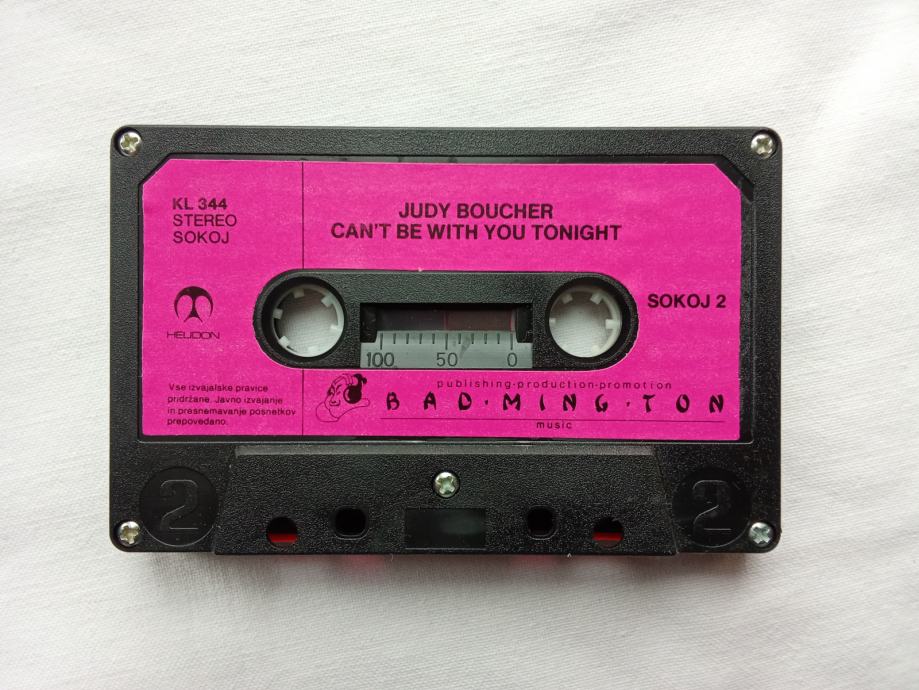 KL 344
STEREO
SOKOJ
JUDY BOUCHER
CAN'T BE WITH YOU TONIGHT
SOKOJ 2
HELIDON
100 50 0
Vse izvajalske pravice
pridržane. Javno izvajanje
in presnemavanje posnetkov
prepovedano.
publishing·production·promotion
BAD·MING·TON
music
2 2